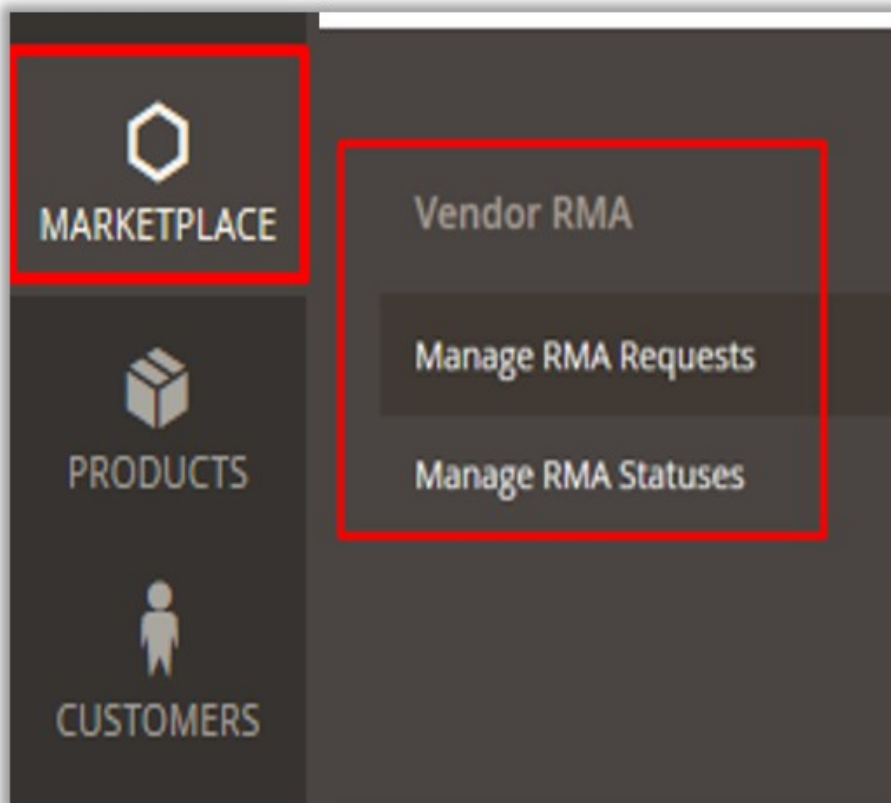 MARKETPLACE
PRODUCTS
CUSTOMERS
Vendor RMA
Manage RMA Requests
Manage RMA Statuses